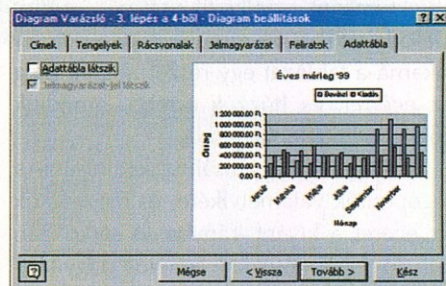 Diagram Varázsló - 3. lépés a 4-ből - Diagram beállítások
Címek Tengelyek Rácsvonalak Jelmagyarázat Feliratok Adattábla
Adattábla látszik
Jelmagyarázat-jel látszik
Éves mérleg '99
Bevétel Kiadás
1 200 000.00 Ft
1 000 000.00 Ft
800 000.00 Ft
600 000.00 Ft
400 000.00 Ft
200 000.00 Ft
0.00 Ft
Összeg
Január
Március
Május
Július
Szeptember
November
Hónap
Mégse < Vissza Tovább > Kész